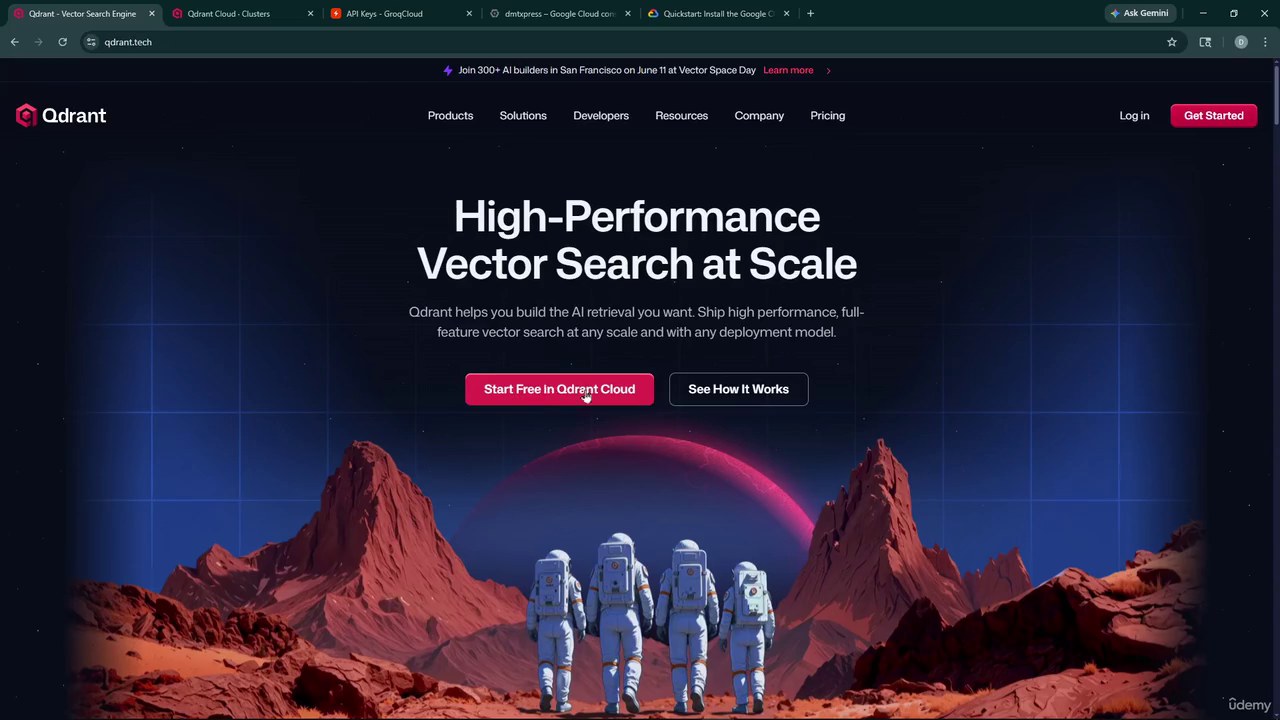 Qdrant - Vector Search Engine
Qdrant Cloud · Clusters
API Keys - GroqCloud
dmtxpress – Google Cloud con
Quickstart: Install the Google C
Ask Gemini
qdrant.tech
D
Join 300+ AI builders in San Francisco on June 11 at Vector Space Day Learn more
Qdrant
Products
Solutions
Developers
Resources
Company
Pricing
Log in
Get Started
High-Performance
Vector Search at Scale
Qdrant helps you build the AI retrieval you want. Ship high performance, full-
feature vector search at any scale and with any deployment model.
Start Free in Qdrant Cloud
See How It Works
ûdemy